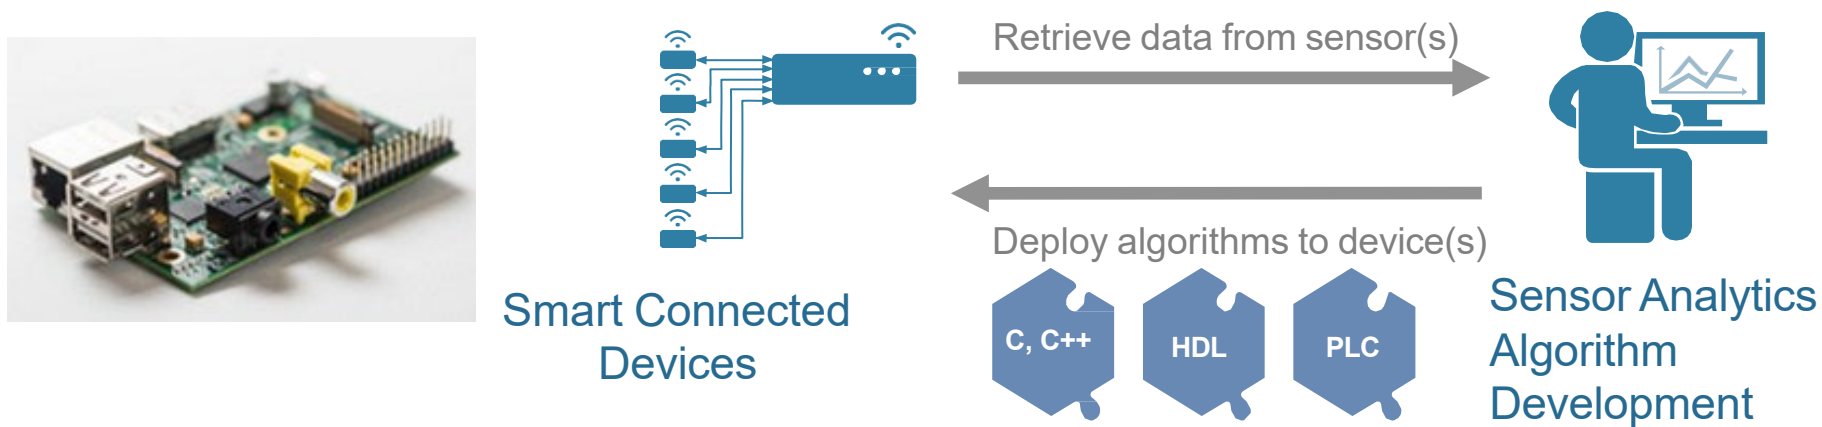 Retrieve data from sensor(s)
Deploy algorithms to device(s)
Smart Connected
Devices
C, C++
HDL
PLC
Sensor Analytics
Algorithm
Development